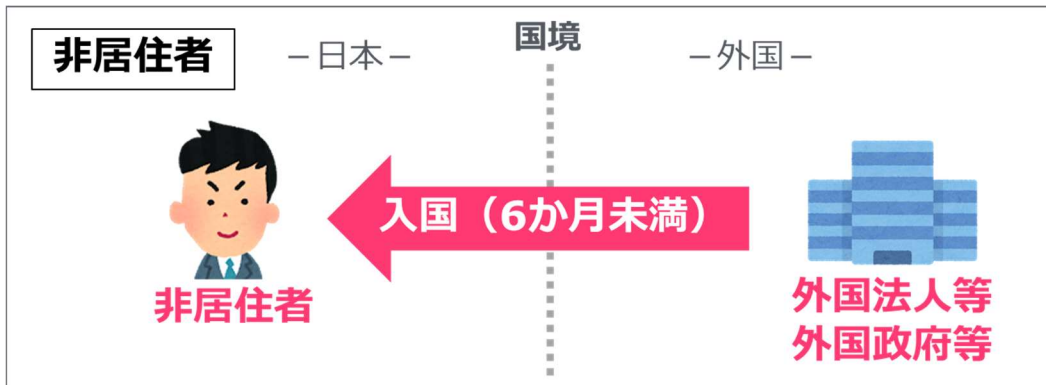 非居住者
－日本－
国境
－外国－
入国（6か月未満）
非居住者
外国法人等
外国政府等